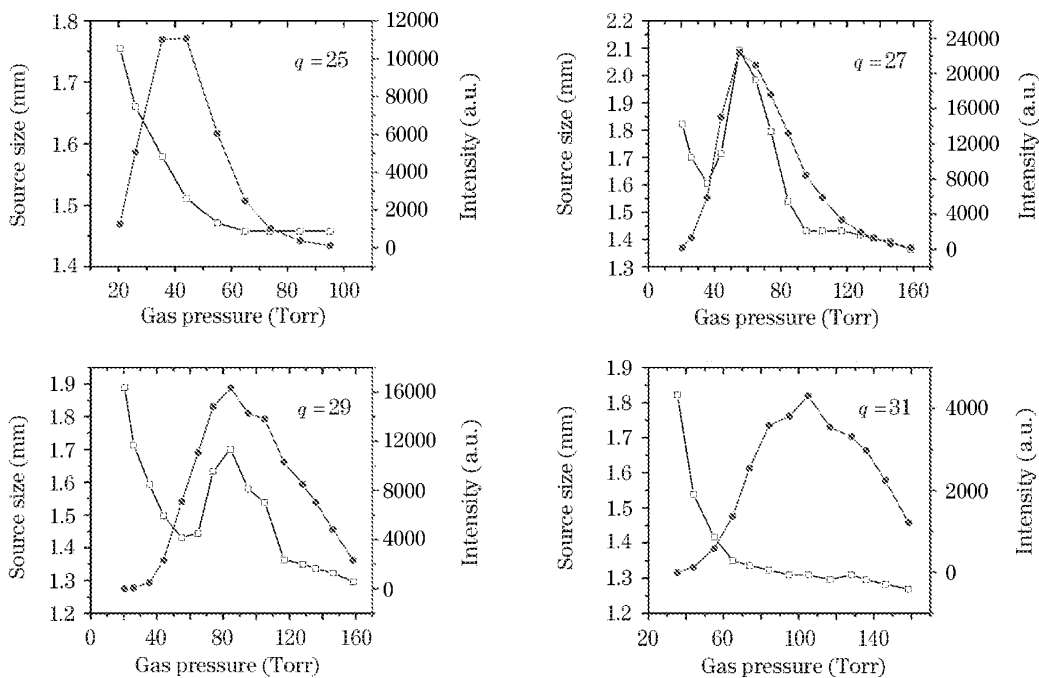 1.8
1.7
1.6
1.5
1.4
Source size (mm)
q = 25
12000
10000
8000
6000
4000
2000
0
Intensity (a.u.)
20 40 60 80 100
Gas pressure (Torr)
2.2
2.1
2.0
1.9
1.8
1.7
1.6
1.5
1.4
1.3
Source size (mm)
q = 27
24000
20000
16000
12000
8000
4000
0
Intensity (a.u.)
0 40 80 120 160
Gas pressure (Torr)
1.9
1.8
1.7
1.6
1.5
1.4
1.3
1.2
Source size (mm)
q = 29
16000
12000
8000
4000
0
Intensity (a.u.)
0 40 80 120 160
Gas pressure (Torr)
1.9
1.8
1.7
1.6
1.5
1.4
1.3
1.2
Source size (mm)
q = 31
4000
2000
0
Intensity (a.u.)
20 60 100 140
Gas pressure (Torr)